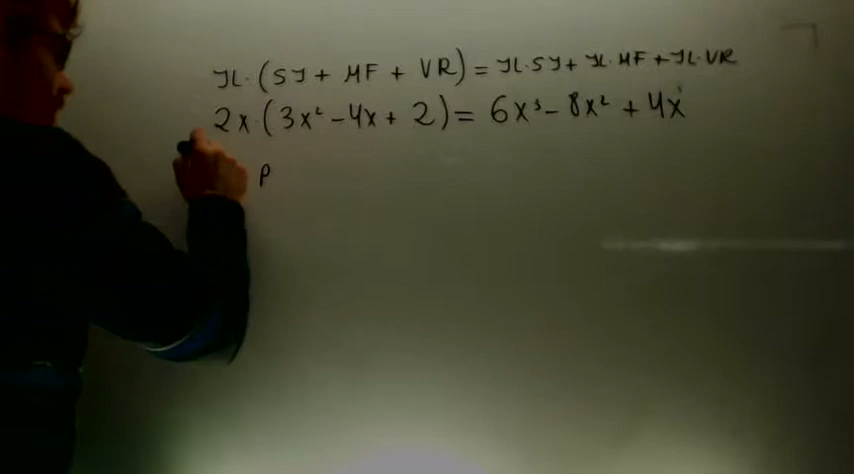 JL · (SJ + MF + VR) = JL·SJ + JL·MF + JL·VR
2x · (3x² - 4x + 2) = 6x³ - 8x² + 4x
P